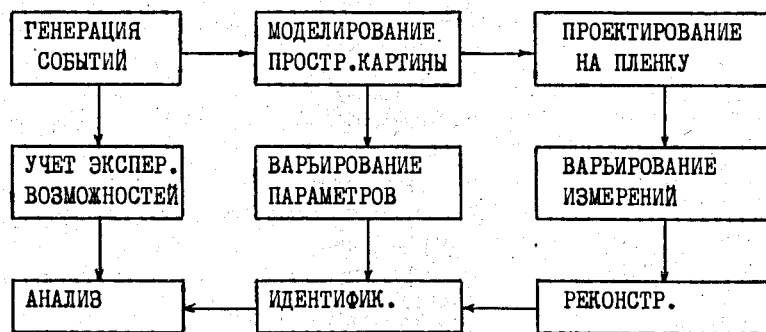 ГЕНЕРАЦИЯ
СОБЫТИЙ
МОДЕЛИРОВАНИЕ
ПРОСТР.КАРТИНЫ
ПРОЕКТИРОВАНИЕ
НА ПЛЕНКУ
УЧЕТ ЭКСПЕР.
ВОЗМОЖНОСТЕЙ
ВАРЬИРОВАНИЕ
ПАРАМЕТРОВ
ВАРЬИРОВАНИЕ
ИЗМЕРЕНИЙ
АНАЛИЗ
ИДЕНТИФИК.
РЕКОНСТР.